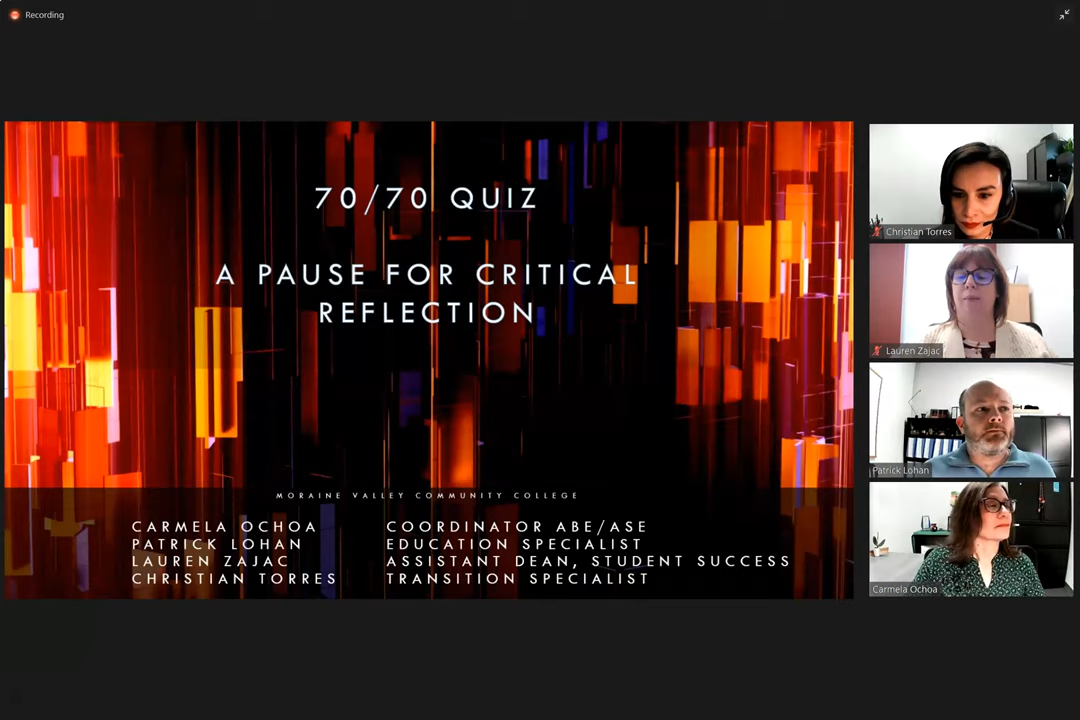 Recording
70/70 QUIZ
A PAUSE FOR CRITICAL
REFLECTION
MORAINE VALLEY COMMUNITY COLLEGE
CARMELA OCHOA COORDINATOR ABE/ASE
PATRICK LOHAN EDUCATION SPECIALIST
LAUREN ZAJAC ASSISTANT DEAN, STUDENT SUCCESS
CHRISTIAN TORRES TRANSITION SPECIALIST
Christian Torres
Lauren Zajac
Patrick Lohan
Carmela Ochoa